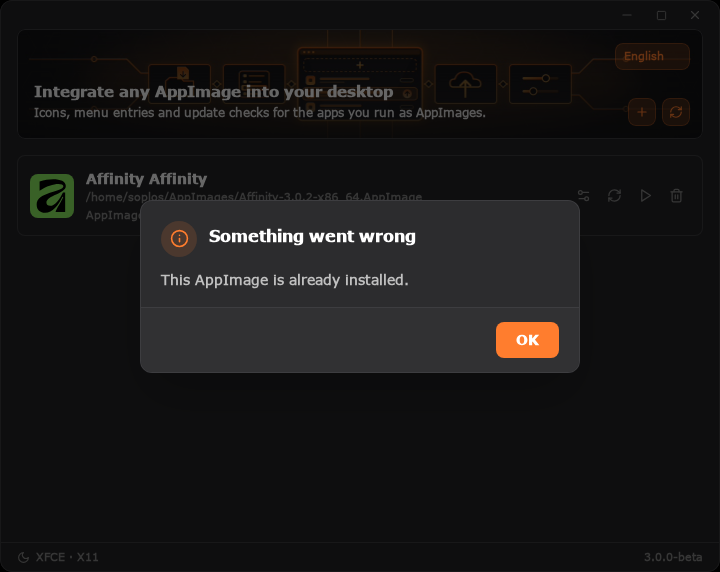 English
Integrate any AppImage into your desktop
Icons, menu entries and update checks for the apps you run as AppImages.
Affinity Affinity
/home/soplos/AppImages/Affinity-3.0.2-x86_64.AppImage
AppImage
Something went wrong
This AppImage is already installed.
OK
XFCE · X11
3.0.0-beta